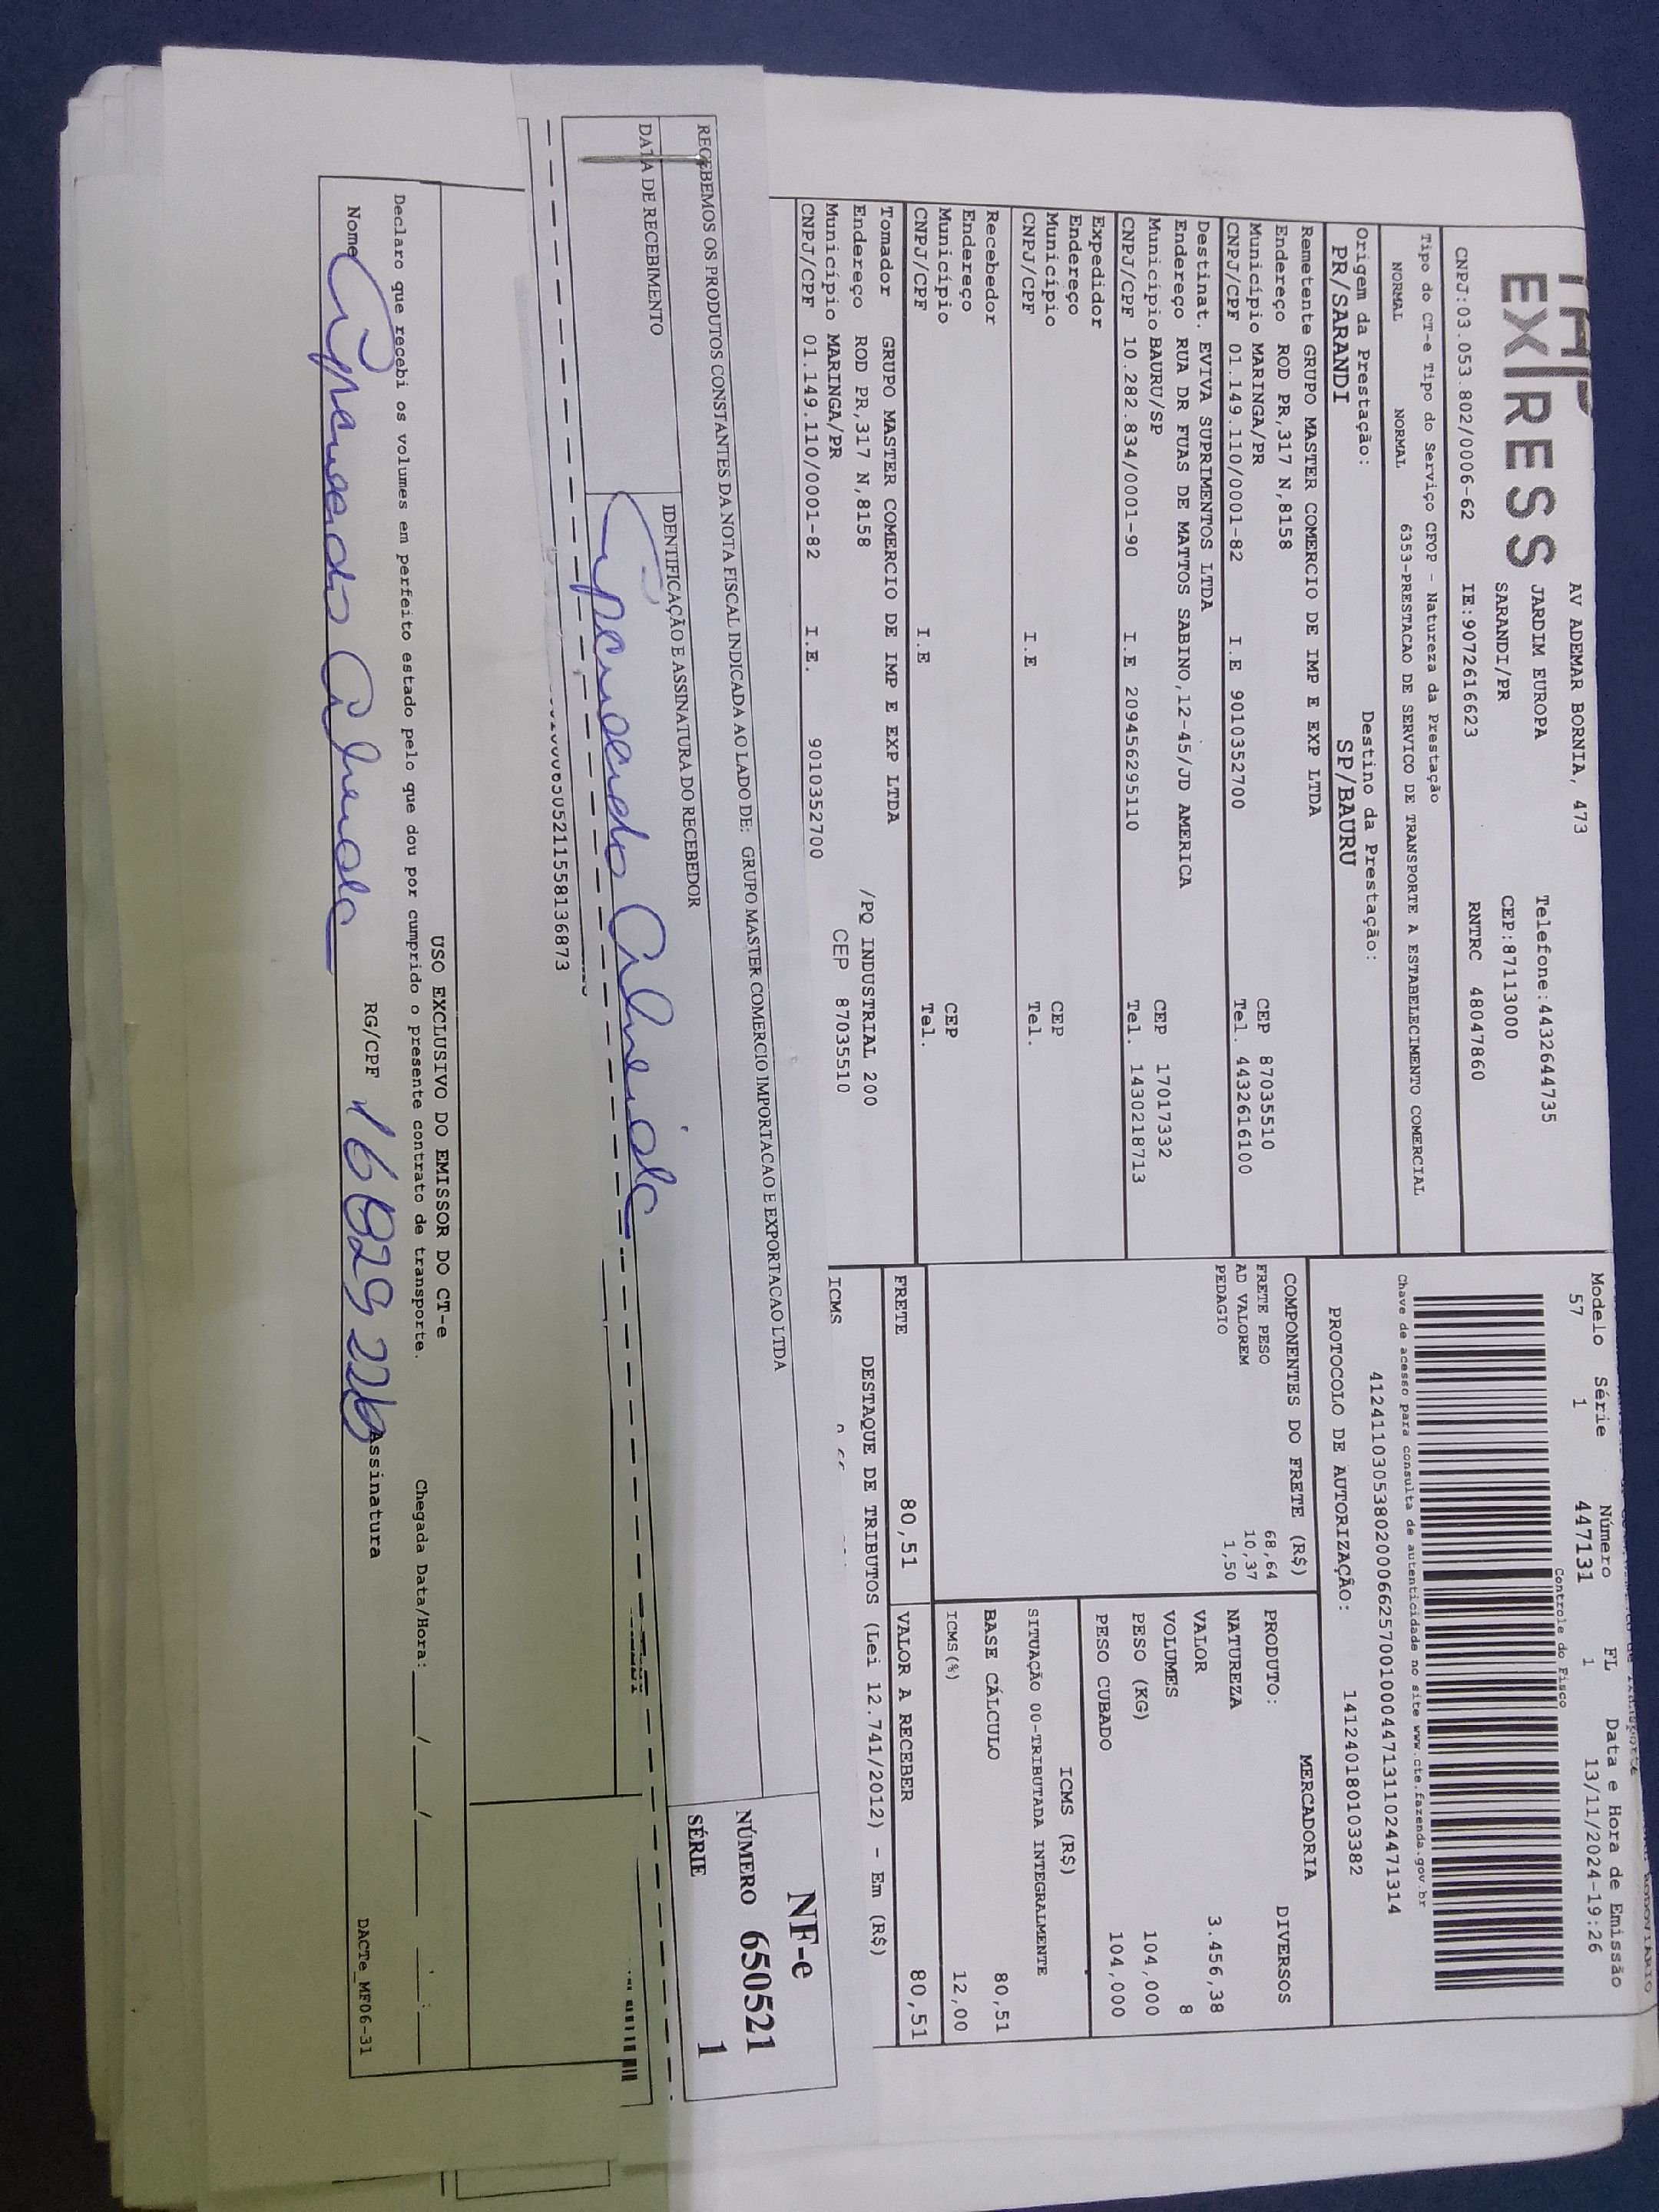 EXPRESS
AV ADEMAR BORNIA, 473
JARDIM EUROPA
Telefone:4432644735
SARANDI/PR
CEP:87113000
CNPJ:03.053.802/0006-62 IE:9072616623 RNTRC 48047860
Tipo do CT-e Tipo do Serviço CFOP - Natureza da Prestação
NORMAL NORMAL 6353-PRESTACAO DE SERVICO DE TRANSPORTE A ESTABELECIMENTO COMERCIAL
Origem da Prestação: Destino da Prestação:
PR/SARANDI SP/BAURU
Remetente GRUPO MASTER COMERCIO DE IMP E EXP LTDA
Endereço ROD PR,317 N,8158
Município MARINGA/PR CEP 87035510
CNPJ/CPF 01.149.110/0001-82 I.E 9010352700 Tel. 4432616100
Destinat. EVIVA SUPRIMENTOS LTDA
Endereço RUA DR FUAS DE MATTOS SABINO,12-45/JD AMERICA
Município BAURU/SP CEP 17017332
CNPJ/CPF 10.282.834/0001-90 I.E 209456295110 Tel. 1430218713
Expedidor
Endereço
Município CEP
CNPJ/CPF I.E Tel.
Recebedor
Endereço
Município CEP
CNPJ/CPF I.E Tel.
Tomador GRUPO MASTER COMERCIO DE IMP E EXP LTDA
Endereço ROD PR,317 N,8158 /PQ INDUSTRIAL 200
Município MARINGA/PR CEP 87035510
CNPJ/CPF 01.149.110/0001-82 I.E. 9010352700
Modelo Série Número FL Data e Hora de Emissão
57 1 447131 1 13/11/2024-19:26
Controle do Fisco
Chave de acesso para consulta de autenticidade no site www.cte.fazenda.gov.br
41241103053802000662570010004471311024471314
PROTOCOLO DE AUTORIZAÇÃO: 141240180103382
COMPONENTES DO FRETE (R$)
FRETE PESO 68,64
AD VALOREM 10,37
PEDAGIO 1,50
MERCADORIA
PRODUTO: DIVERSOS
NATUREZA
VALOR 3.456,38
VOLUMES 8
PESO (KG) 104,000
PESO CUBADO 104,000
ICMS (R$)
SITUAÇÃO 00-TRIBUTADA INTEGRALMENTE
BASE CÁLCULO 80,51
ICMS(%) 12,00
FRETE 80,51 VALOR A RECEBER 80,51
DESTAQUE DE TRIBUTOS (Lei 12.741/2012) - Em (R$)
ICMS
RECEBEMOS OS PRODUTOS CONSTANTES DA NOTA FISCAL INDICADA AO LADO DE: GRUPO MASTER COMERCIO IMPORTACAO E EXPORTACAO LTDA
DATA DE RECEBIMENTO IDENTIFICAÇÃO E ASSINATURA DO RECEBEDOR
NF-e
NÚMERO 650521
SÉRIE 1
USO EXCLUSIVO DO EMISSOR DO CT-e
Declaro que recebi os volumes em perfeito estado pelo que dou por cumprido o presente contrato de transporte. Chegada Data/Hora: ____/____/______ ___:___
Nome RG/CPF Assinatura
DACTe_MF06-31